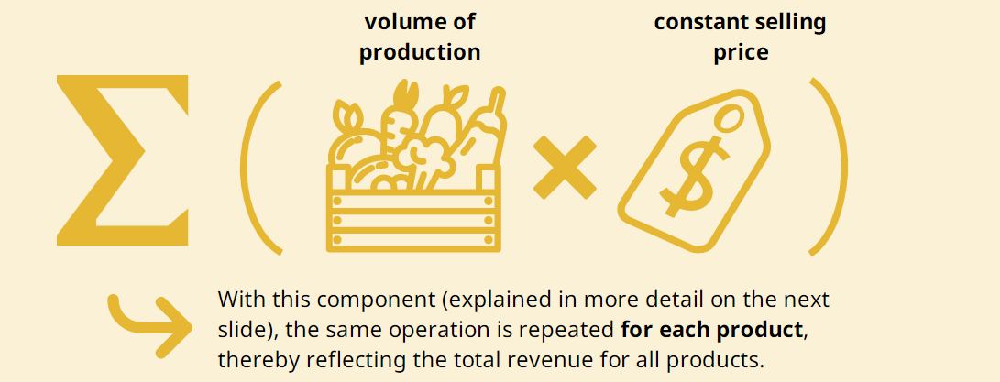 volume of
production
constant selling
price
Σ ( × $ )
With this component (explained in more detail on the next
slide), the same operation is repeated for each product,
thereby reflecting the total revenue for all products.